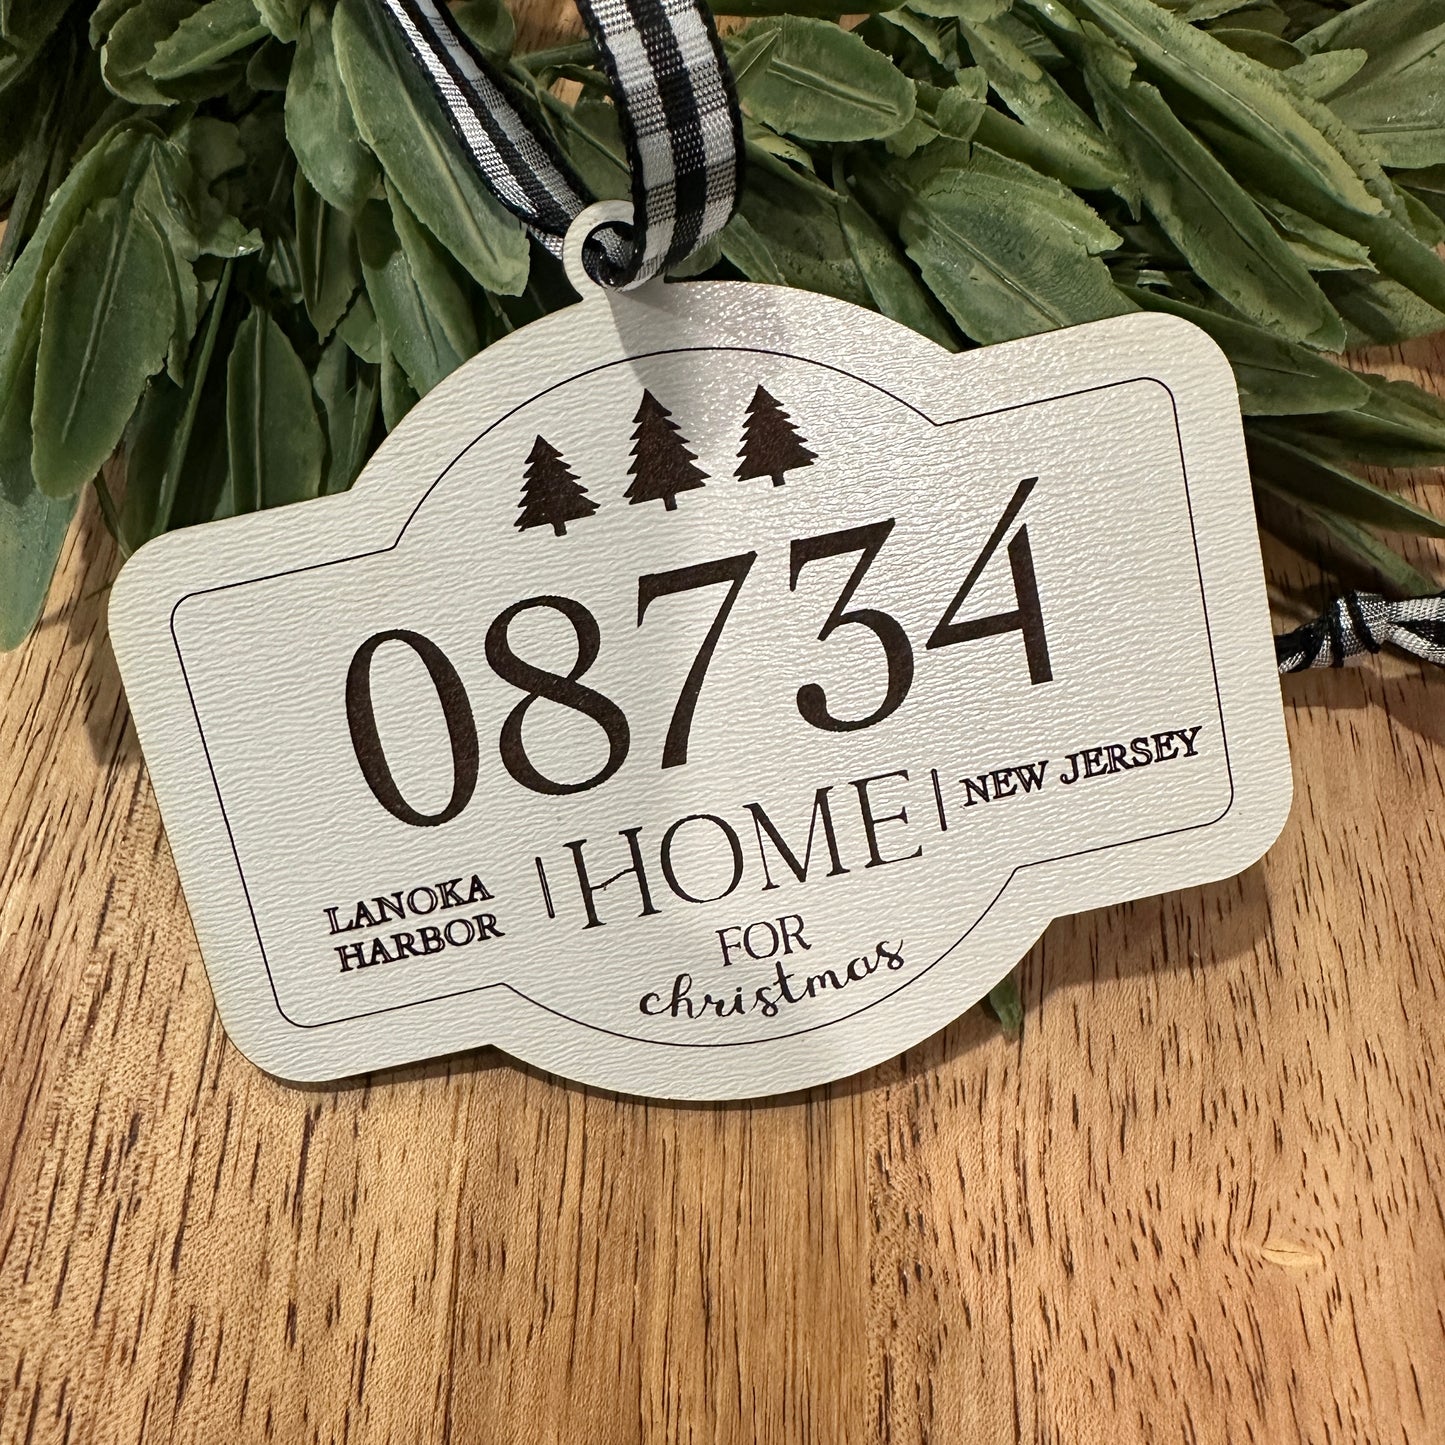 08734
LANOKA
HARBOR
HOME
NEW JERSEY
FOR
christmas